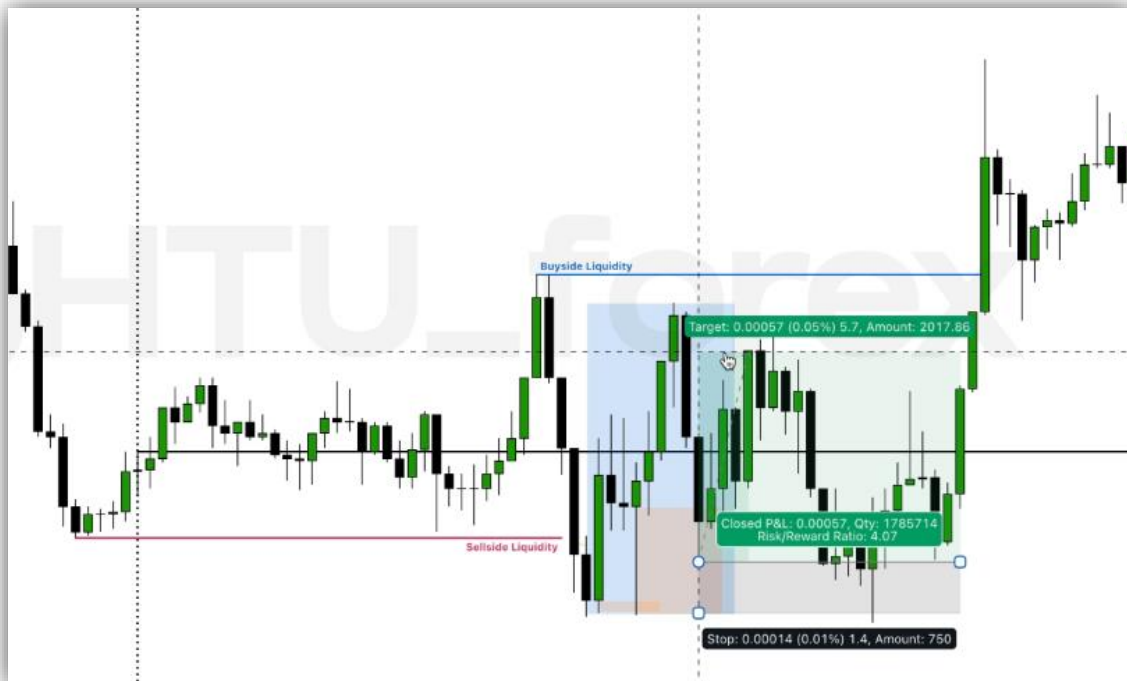 HTU_forex
Buyside Liquidity
Target: 0.00057 (0.05%) 5.7, Amount: 2017.86
Closed P&L: 0.00057, Qty: 1785714
Risk/Reward Ratio: 4.07
Sellside Liquidity
Stop: 0.00014 (0.01%) 1.4, Amount: 750